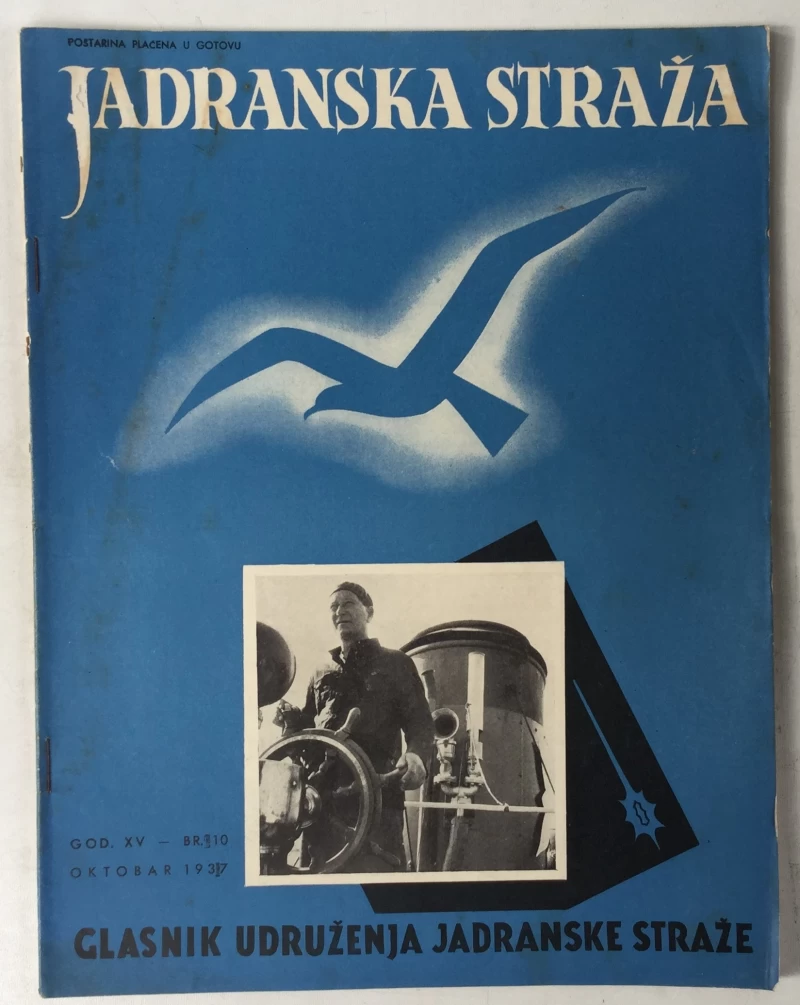 POSTARINA PLAĆENA U GOTOVU
JADRANSKA STRAŽA
GOD. XV — BR. 10
OKTOBAR 1937
GLASNIK UDRUŽENJA JADRANSKE STRAŽE